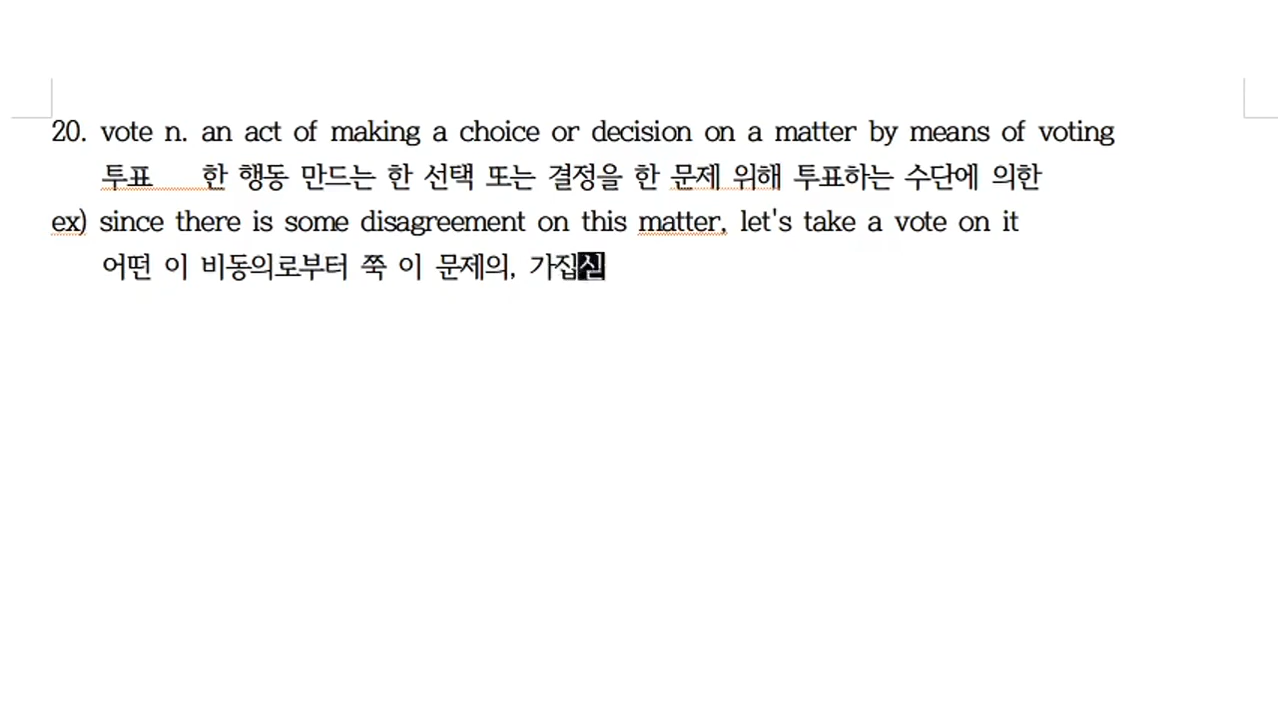 20. vote n. an act of making a choice or decision on a matter by means of voting
투표 한 행동 만드는 한 선택 또는 결정을 한 문제 위해 투표하는 수단에 의한
ex) since there is some disagreement on this matter, let's take a vote on it
어떤 이 비동의로부터 쭉 이 문제의, 가집싣